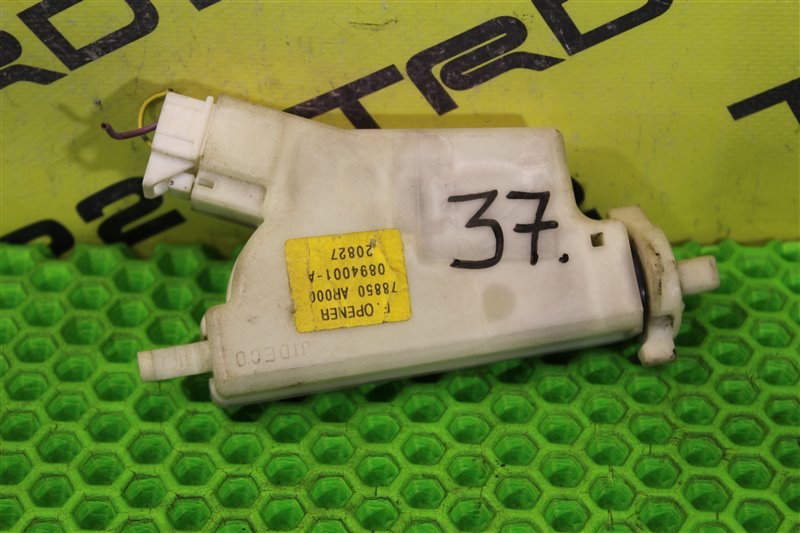 TRD
37.
F. OPENER
78850 AR000
0894001-A
20827
JIDECO